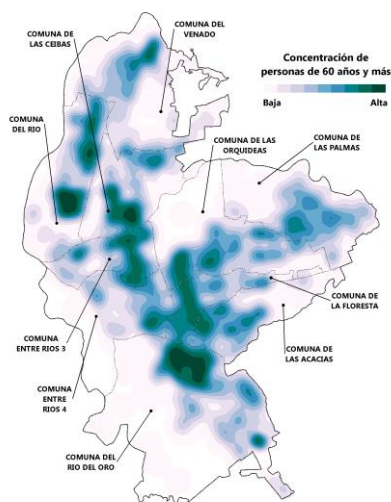 COMUNA DEL
VENADO
COMUNA DE
LAS CEIBAS
Concentración de
personas de 60 años y más
Baja
Alta
COMUNA
DEL RIO
COMUNA DE LAS
ORQUIDEAS
COMUNA DE
LAS PALMAS
COMUNA DE
LA FLORESTA
COMUNA
ENTRE RIOS 3
COMUNA DE
LAS ACACIAS
COMUNA
ENTRE
RIOS 4
COMUNA DEL
RIO DEL ORO